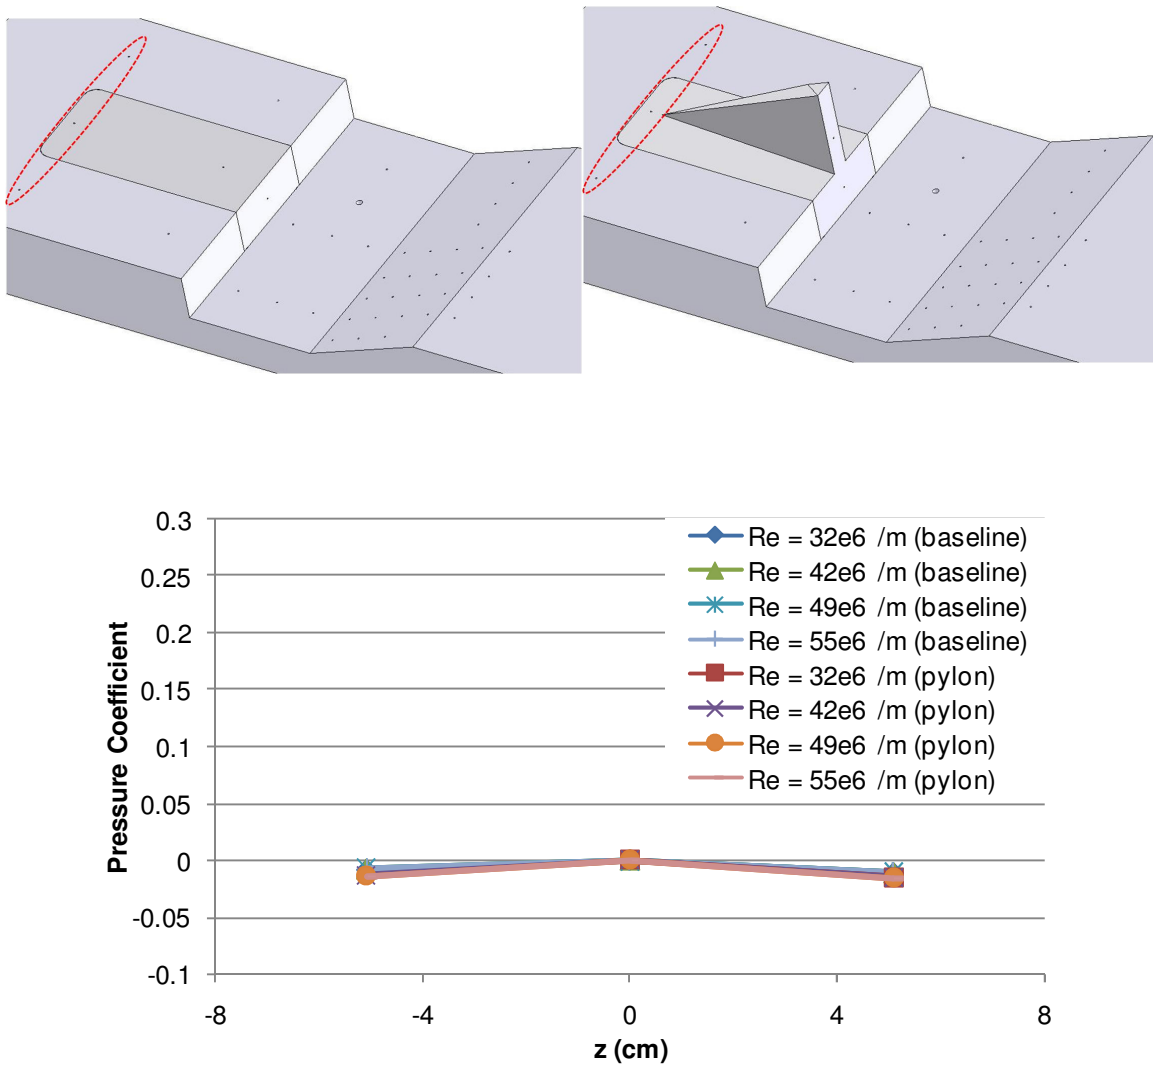 0.3
0.25
0.2
0.15
0.1
0.05
0
-0.05
-0.1
Pressure Coefficient
Re = 32e6 /m (baseline)
Re = 42e6 /m (baseline)
Re = 49e6 /m (baseline)
Re = 55e6 /m (baseline)
Re = 32e6 /m (pylon)
Re = 42e6 /m (pylon)
Re = 49e6 /m (pylon)
Re = 55e6 /m (pylon)
-8 -4 0 4 8
z (cm)